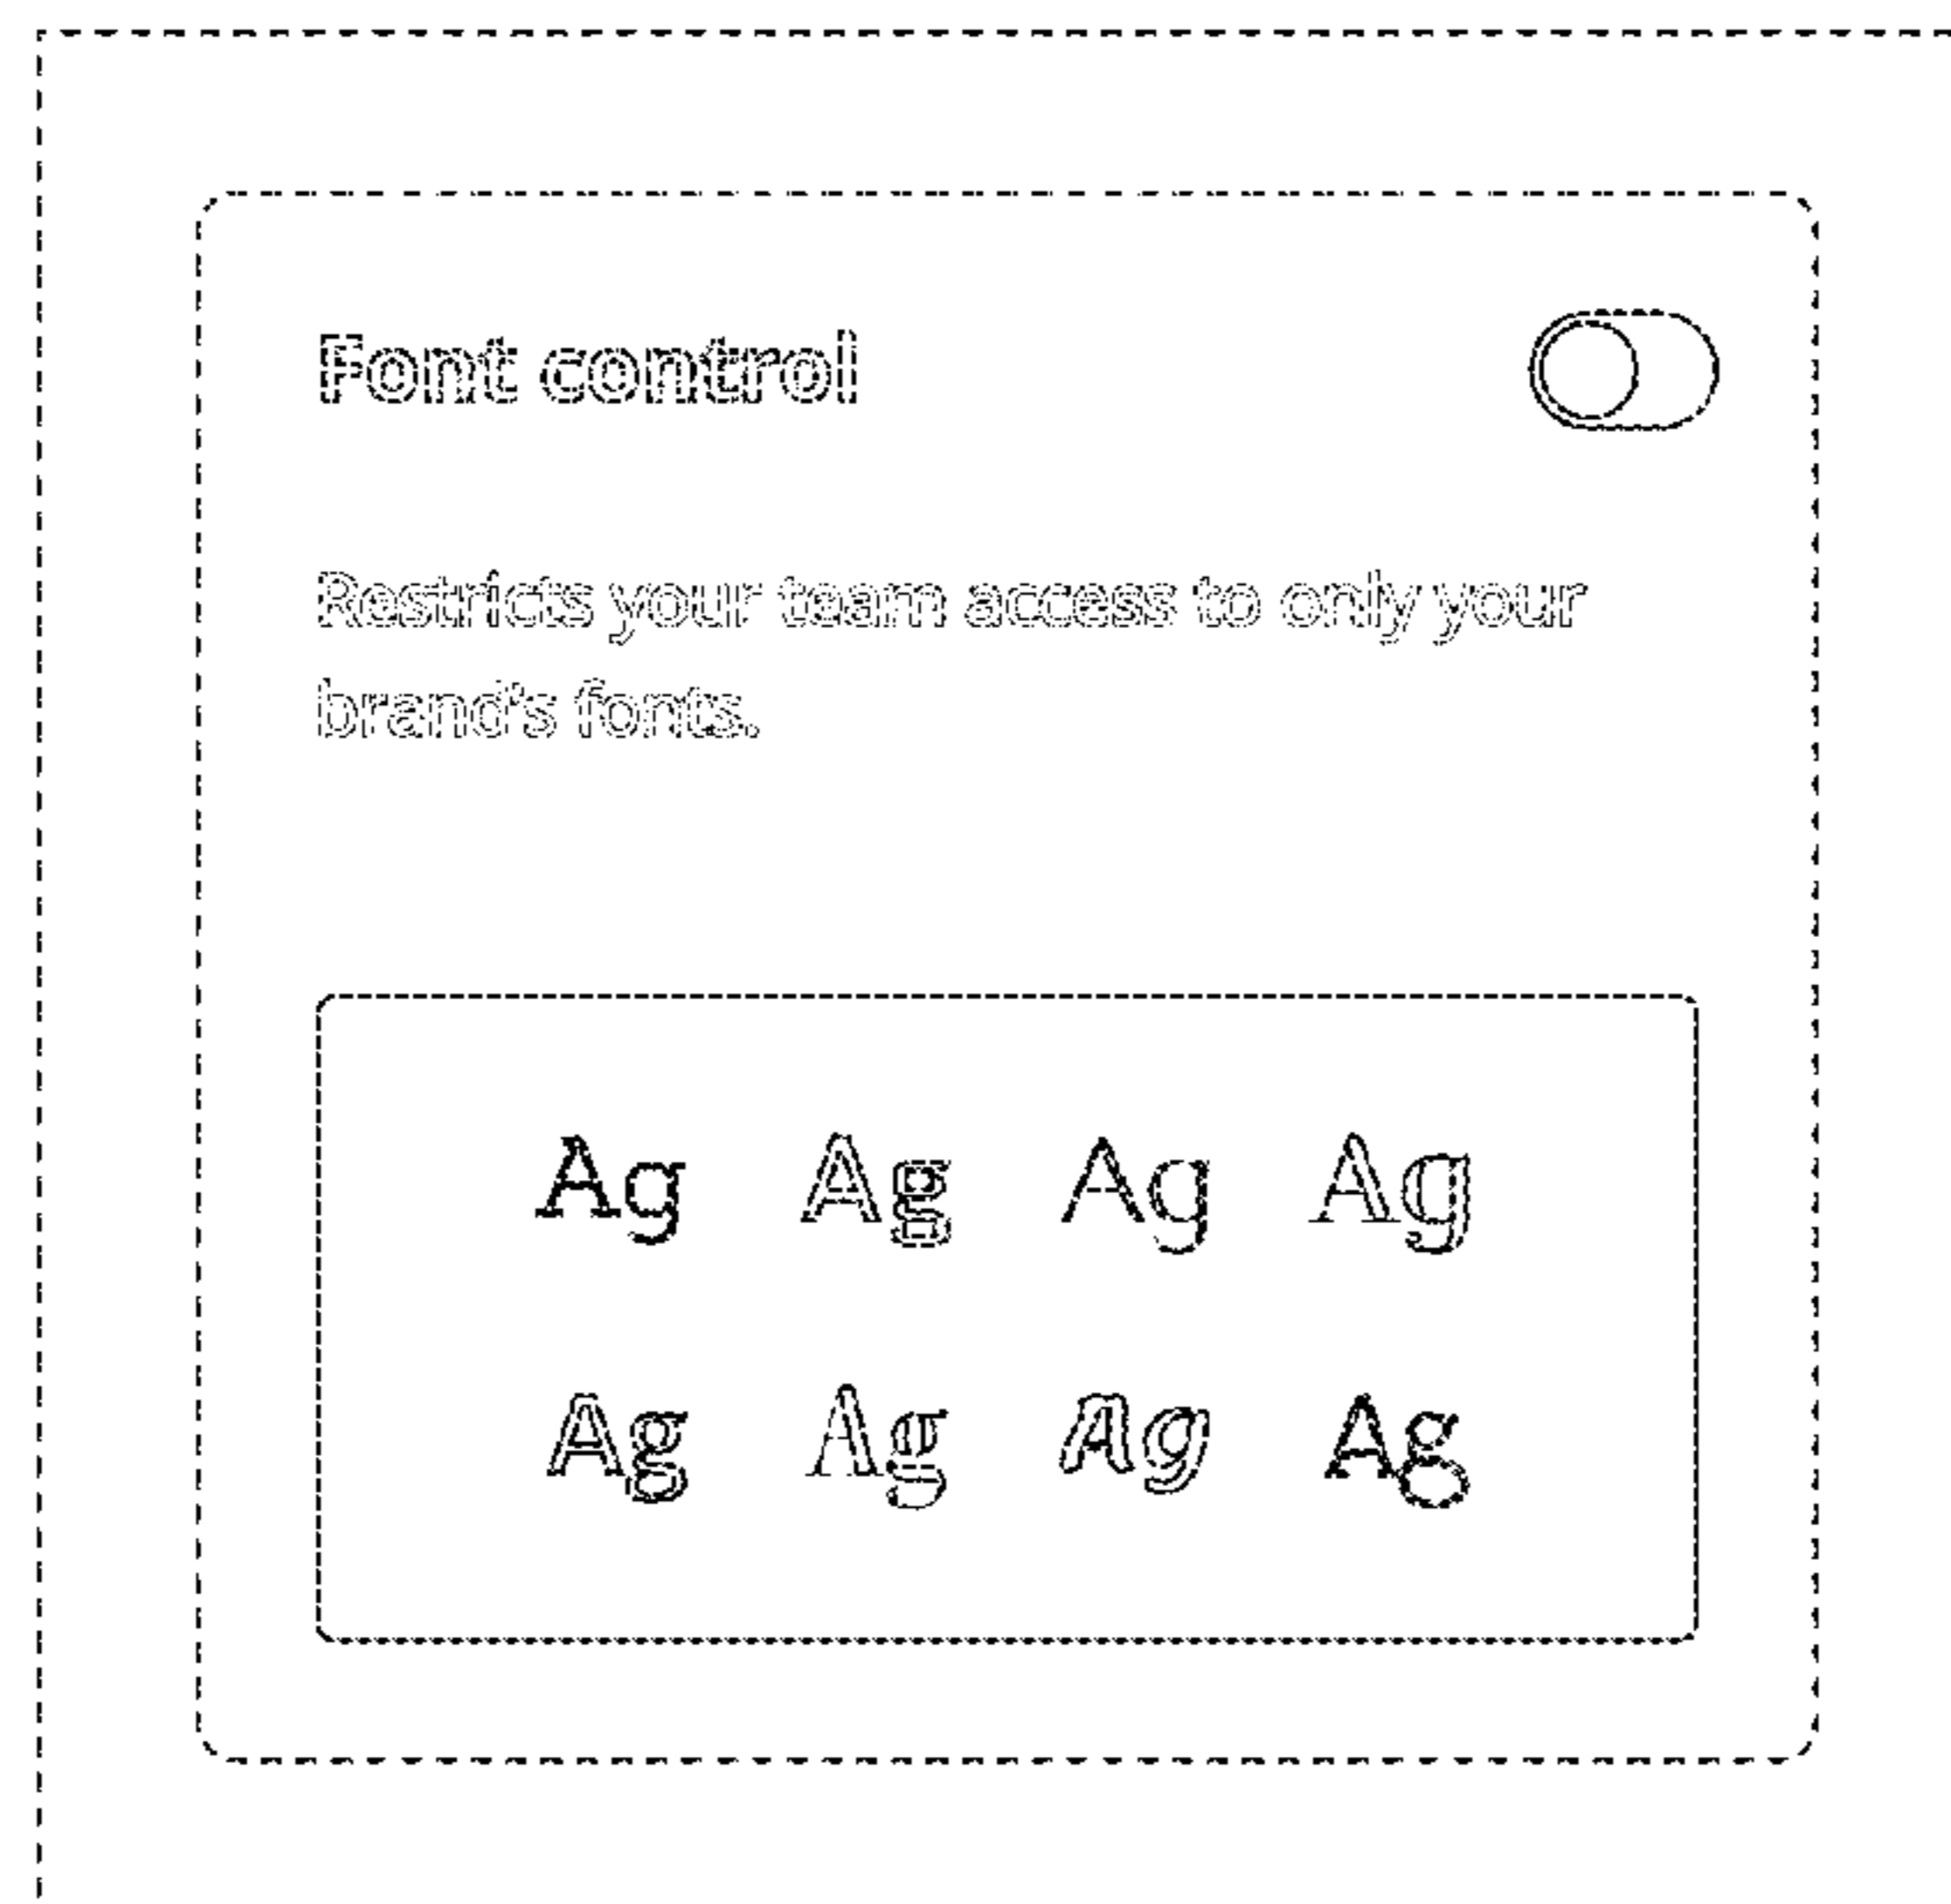 Font control
Restricts your team access to only your
brand's fonts.
Ag Ag Ag Ag
Ag Ag Ag Ag